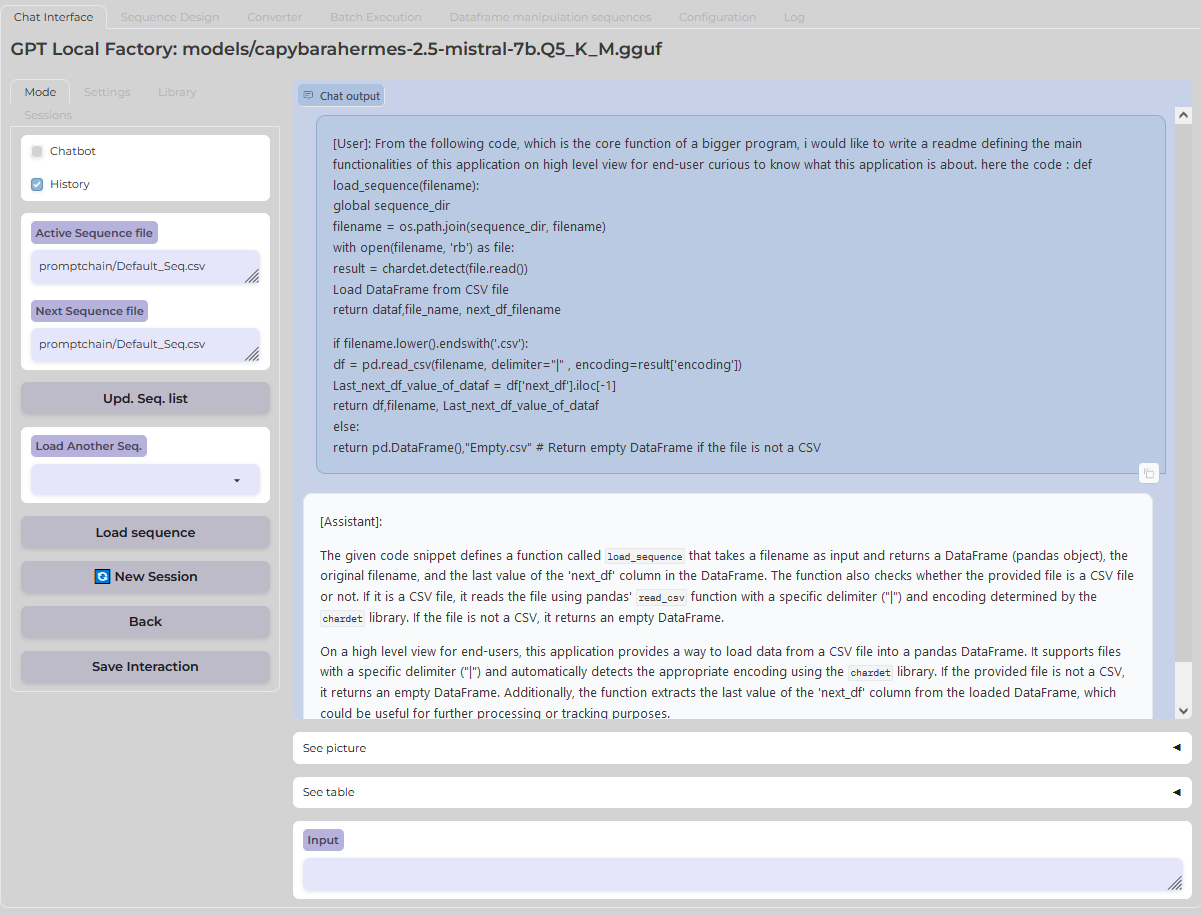 Chat Interface
Sequence Design
Converter
Batch Execution
Dataframe manipulation sequences
Configuration
Log
GPT Local Factory: models/capybarahermes-2.5-mistral-7b.Q5_K_M.gguf
Mode
Settings
Library
Sessions
Chatbot
History
Active Sequence file
promptchain/Default_Seq.csv
Next Sequence file
promptchain/Default_Seq.csv
Upd. Seq. list
Load Another Seq.
Load sequence
New Session
Back
Save Interaction
Chat output
[User]: From the following code, which is the core function of a bigger program, i would like to write a readme defining the main
functionalities of this application on high level view for end-user curious to know what this application is about. here the code : def
load_sequence(filename):
global sequence_dir
filename = os.path.join(sequence_dir, filename)
with open(filename, 'rb') as file:
result = chardet.detect(file.read())
Load DataFrame from CSV file
return dataf,file_name, next_df_filename
if filename.lower().endswith('.csv'):
df = pd.read_csv(filename, delimiter="|" , encoding=result['encoding'])
Last_next_df_value_of_dataf = df['next_df'].iloc[-1]
return df,filename, Last_next_df_value_of_dataf
else:
return pd.DataFrame(),"Empty.csv" # Return empty DataFrame if the file is not a CSV
[Assistant]:
The given code snippet defines a function called load_sequence that takes a filename as input and returns a DataFrame (pandas object), the
original filename, and the last value of the 'next_df' column in the DataFrame. The function also checks whether the provided file is a CSV file
or not. If it is a CSV file, it reads the file using pandas' read_csv function with a specific delimiter ("|") and encoding determined by the
chardet library. If the file is not a CSV, it returns an empty DataFrame.
On a high level view for end-users, this application provides a way to load data from a CSV file into a pandas DataFrame. It supports files
with a specific delimiter ("|") and automatically detects the appropriate encoding using the chardet library. If the provided file is not a CSV,
it returns an empty DataFrame. Additionally, the function extracts the last value of the 'next_df' column from the loaded DataFrame, which
could be useful for further processing or tracking purposes.
See picture
See table
Input